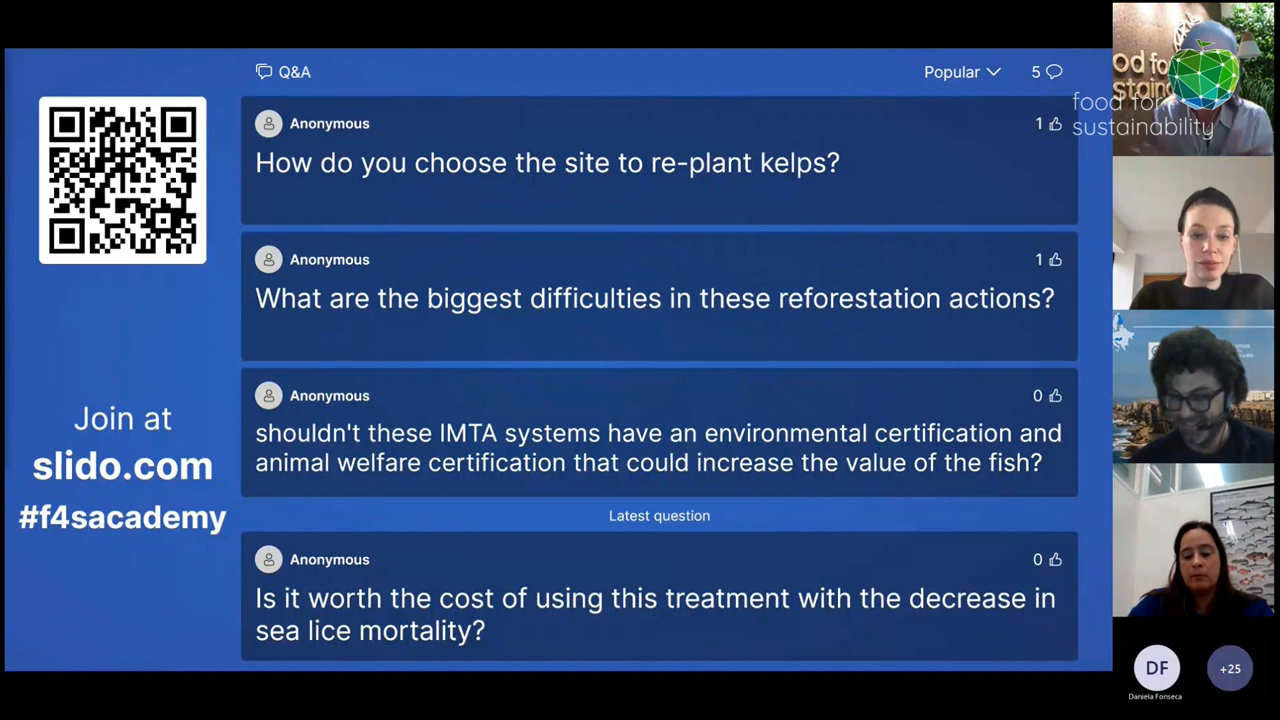 Q&A
Popular
5
Anonymous
1
How do you choose the site to re-plant kelps?
Anonymous
1
What are the biggest difficulties in these reforestation actions?
Anonymous
0
shouldn't these IMTA systems have an environmental certification and
animal welfare certification that could increase the value of the fish?
Latest question
Anonymous
0
Is it worth the cost of using this treatment with the decrease in
sea lice mortality?
Join at
slido.com
#f4sacademy
food for
sustainability
DF
Daniela Fonseca
+25